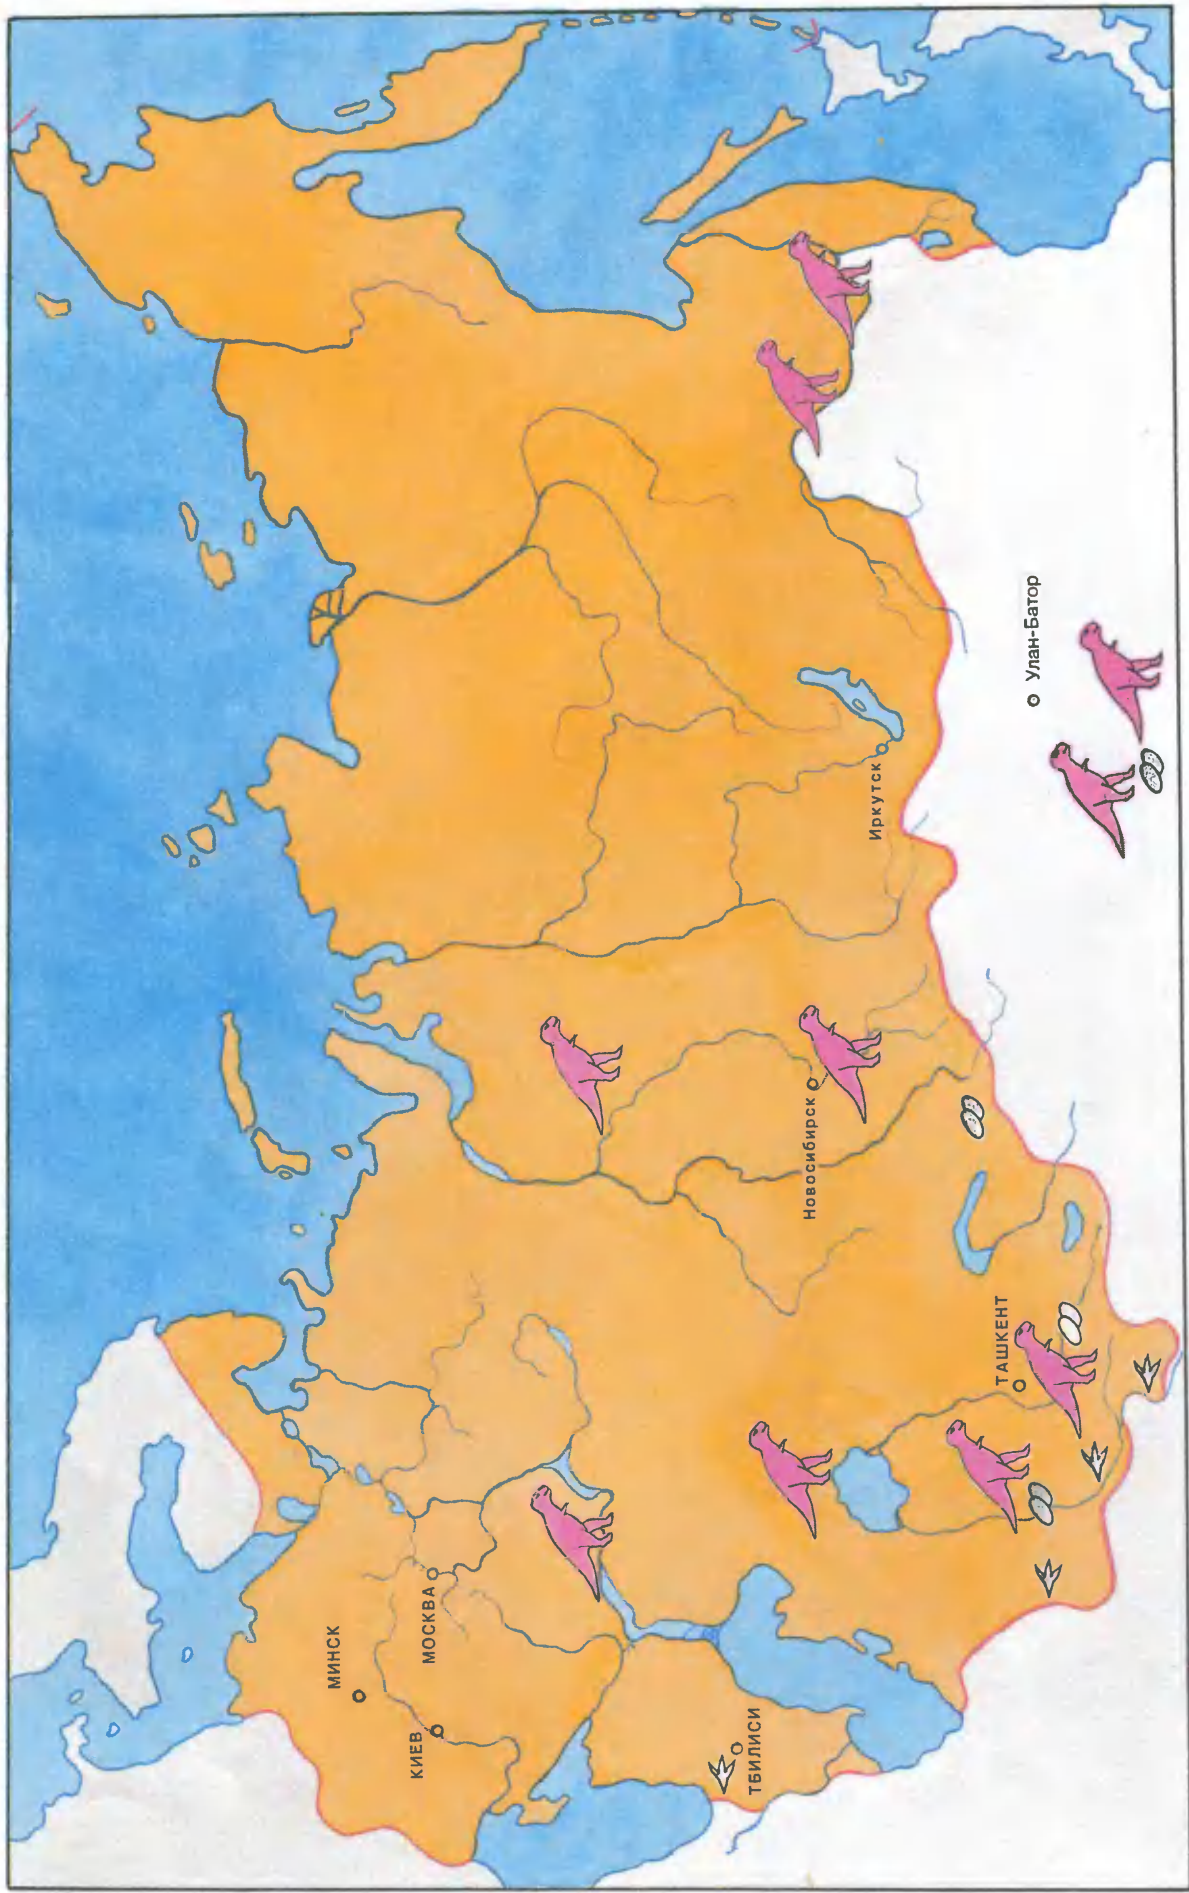 МИНСК
КИЕВ
МОСКВА
ТБИЛИСИ
ТАШКЕНТ
Новосибирск
Иркутск
Улан-Батор